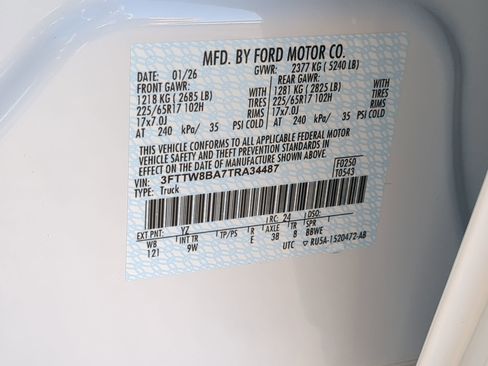 MFD. BY FORD MOTOR CO.
DATE 01/26 GVWR: 2377 KG ( 5240 LB)
FRONT GAWR: REAR GAWR:
1218 KG ( 2685 LB) WITH 1281 KG ( 2825 LB) WITH
225/65R17 102H TIRES 225/65R17 102H TIRES
17x7.0J RIMS 17x7.0J RIMS
AT 240 kPa/ 35 PSI COLD AT 240 kPa/ 35 PSI COLD
THIS VEHICLE CONFORMS TO ALL APPLICABLE FEDERAL MOTOR
VEHICLE SAFETY AND BUMPER STANDARDS IN
EFFECT ON THE DATE OF MANUFACTURE SHOWN ABOVE.
VIN: 3FTTW8BA7TRA34487 F0250
TYPE: Truck T0543
EXT PNT: YZ RC: 24 DSO:
WB INT TR TP/PS R AXLE TR SPR
121 9W E 38 8 BBWE
UTC RU5A-1520472-AB